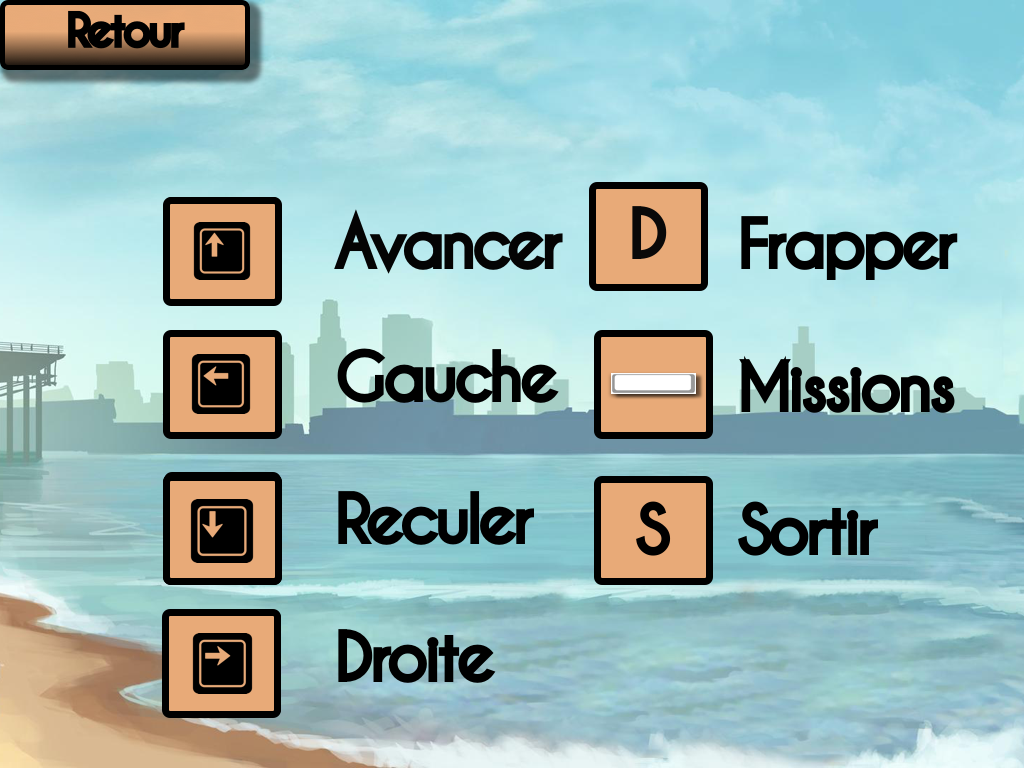 Retour
Avancer
D
Frapper
Gauche
Missions
Reculer
S
Sortir
Droite